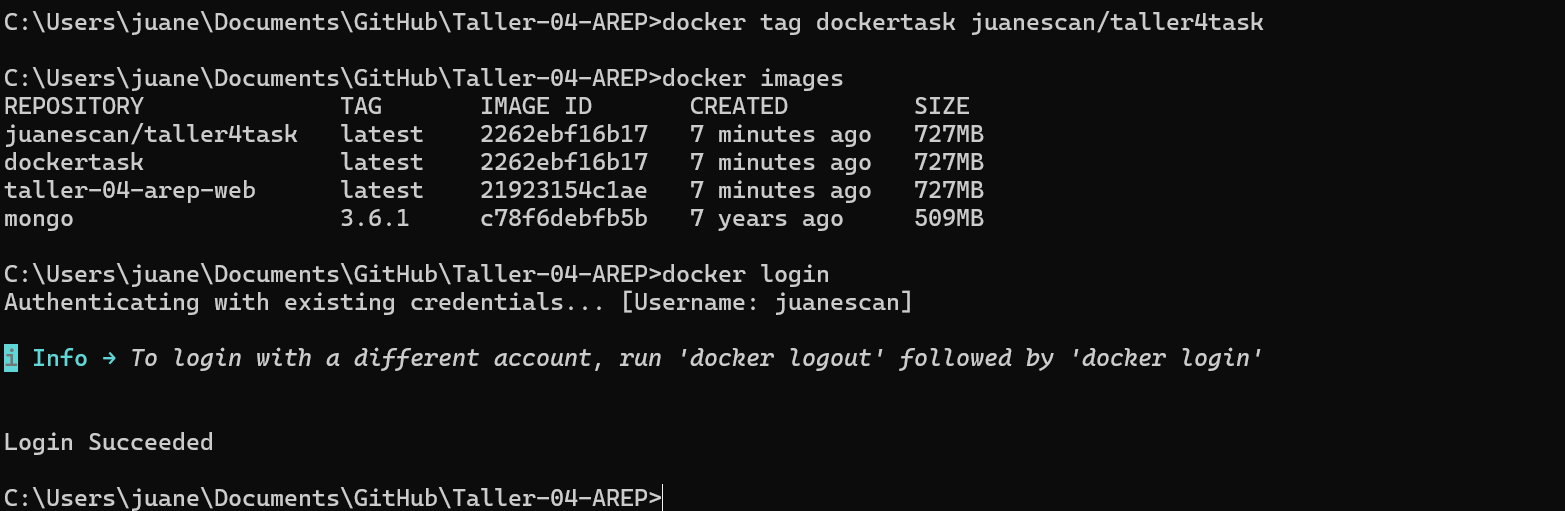 C:\Users\juane\Documents\GitHub\Taller-04-AREP>docker tag dockertask juanescan/taller4task
C:\Users\juane\Documents\GitHub\Taller-04-AREP>docker images
REPOSITORY              TAG       IMAGE ID       CREATED         SIZE
juanescan/taller4task   latest    2262ebf16b17   7 minutes ago   727MB
dockertask              latest    2262ebf16b17   7 minutes ago   727MB
taller-04-arep-web      latest    21923154c1ae   7 minutes ago   727MB
mongo                   3.6.1     c78f6debfb5b   7 years ago     509MB
C:\Users\juane\Documents\GitHub\Taller-04-AREP>docker login
Authenticating with existing credentials... [Username: juanescan]
i Info → To login with a different account, run 'docker logout' followed by 'docker login'
Login Succeeded
C:\Users\juane\Documents\GitHub\Taller-04-AREP>